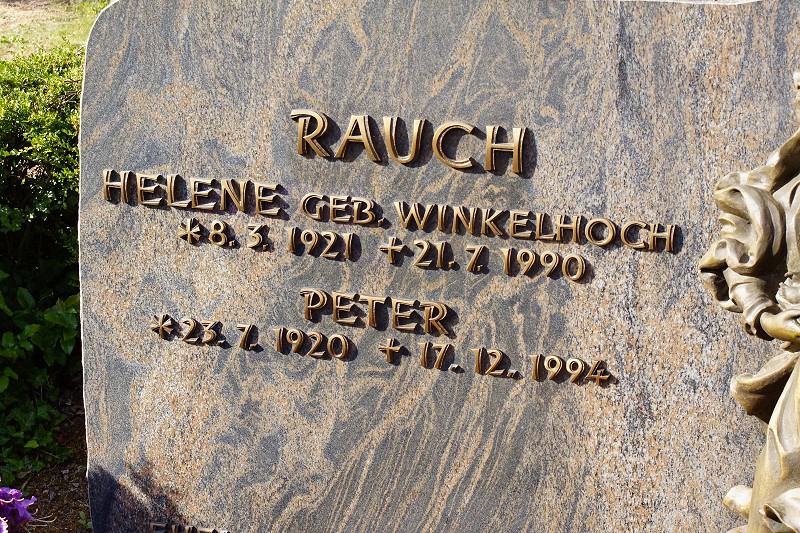 RAUCH
HELENE GEB. WINKELHOCH
*8. 3. 1921 +21. 7. 1990
PETER
*23. 7. 1920 +17. 12. 1994